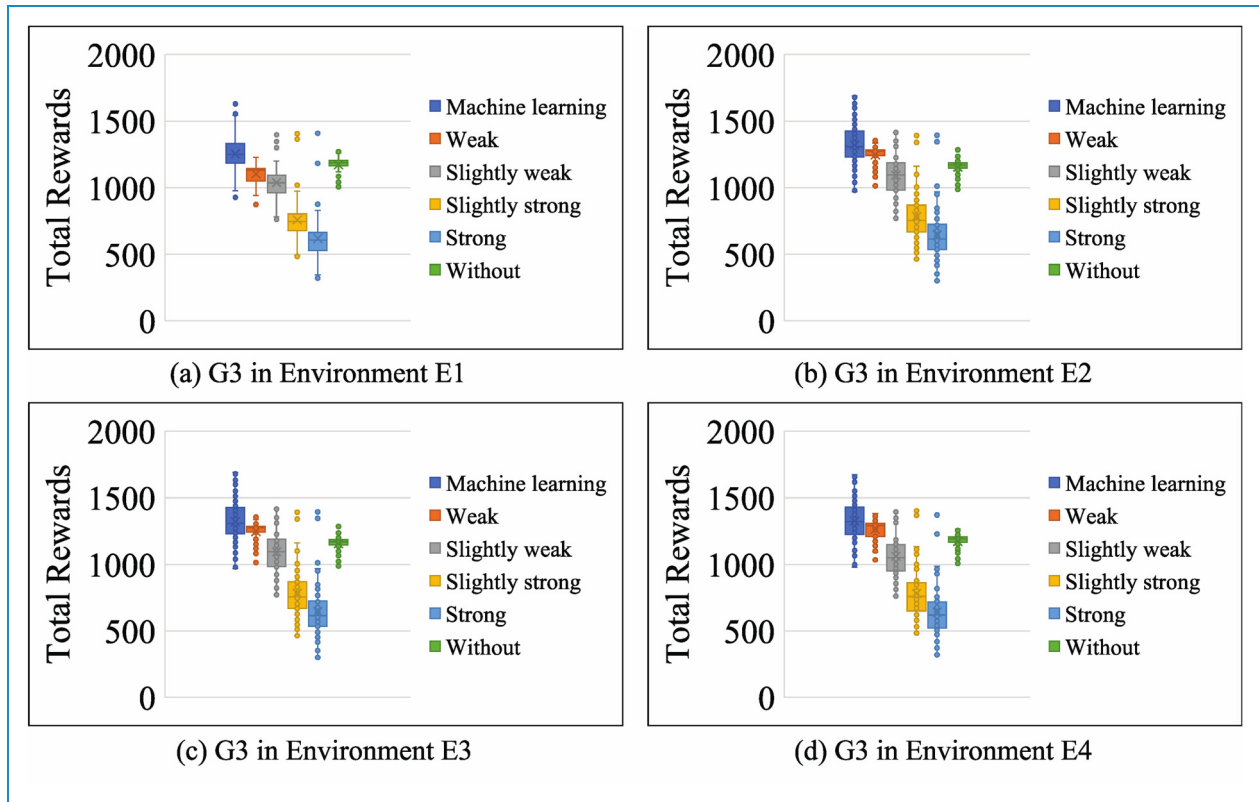 2000
1500
1000
500
0
Total Rewards
Machine learning
Weak
Slightly weak
Slightly strong
Strong
Without
(a) G3 in Environment E1
2000
1500
1000
500
0
Total Rewards
Machine learning
Weak
Slightly weak
Slightly strong
Strong
Without
(b) G3 in Environment E2
2000
1500
1000
500
0
Total Rewards
Machine learning
Weak
Slightly weak
Slightly strong
Strong
Without
(c) G3 in Environment E3
2000
1500
1000
500
0
Total Rewards
Machine learning
Weak
Slightly weak
Slightly strong
Strong
Without
(d) G3 in Environment E4